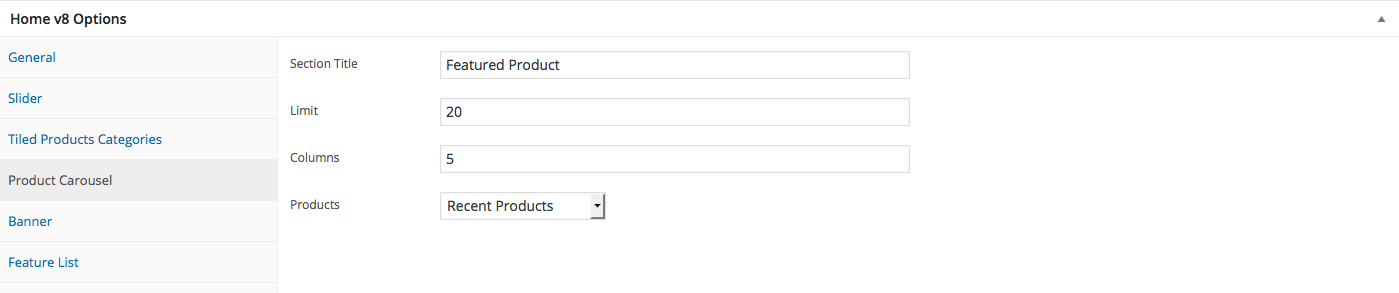 Home v8 Options
General
Slider
Tiled Products Categories
Product Carousel
Banner
Feature List
Section Title Featured Product
Limit 20
Columns 5
Products Recent Products